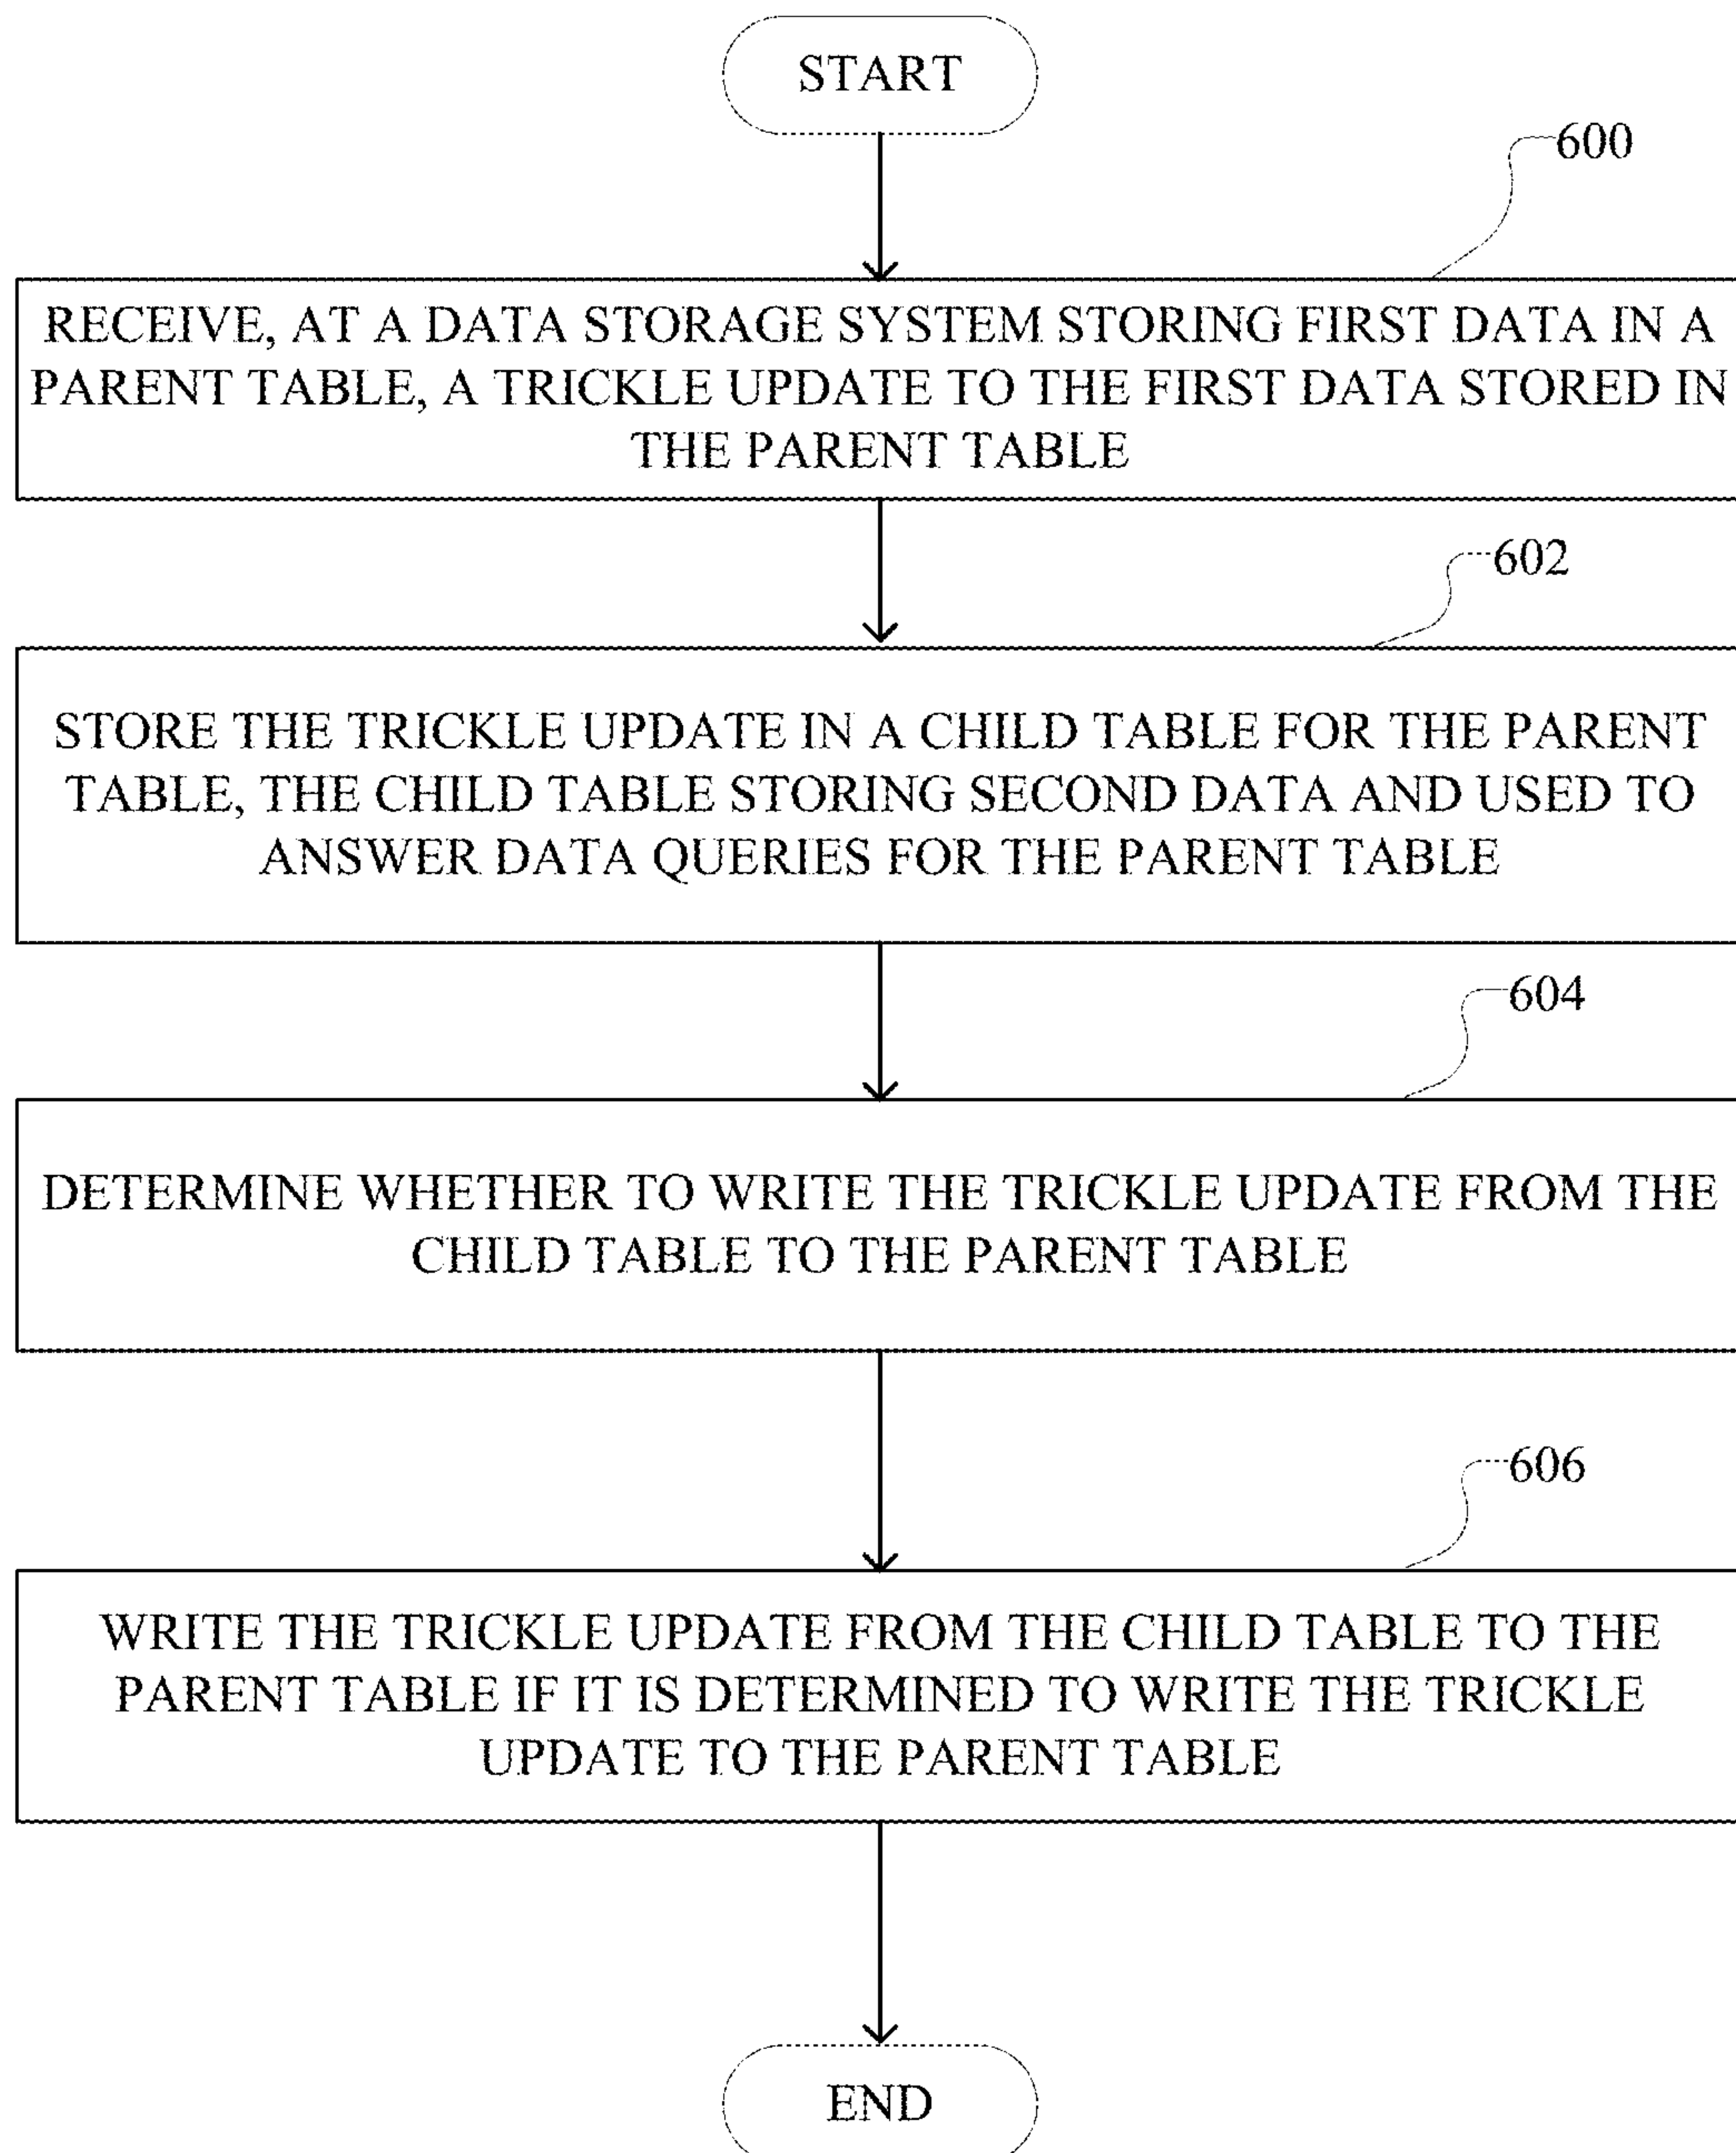 START
600
RECEIVE, AT A DATA STORAGE SYSTEM STORING FIRST DATA IN A
PARENT TABLE, A TRICKLE UPDATE TO THE FIRST DATA STORED IN
THE PARENT TABLE
602
STORE THE TRICKLE UPDATE IN A CHILD TABLE FOR THE PARENT
TABLE, THE CHILD TABLE STORING SECOND DATA AND USED TO
ANSWER DATA QUERIES FOR THE PARENT TABLE
604
DETERMINE WHETHER TO WRITE THE TRICKLE UPDATE FROM THE
CHILD TABLE TO THE PARENT TABLE
606
WRITE THE TRICKLE UPDATE FROM THE CHILD TABLE TO THE
PARENT TABLE IF IT IS DETERMINED TO WRITE THE TRICKLE
UPDATE TO THE PARENT TABLE
END